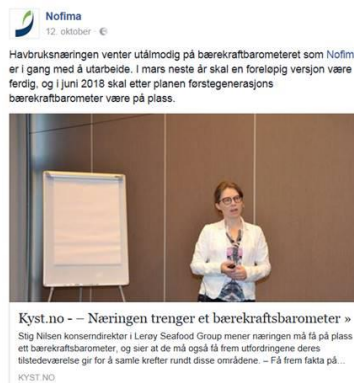 Nofima
12. oktober ·
Havbruksnæringen venter utålmodig på bærekraftbarometeret som Nofim
er i gang med å utarbeide. I mars neste år skal en foreløpig versjon være
ferdig, og i juni 2018 skal etter planen førstegenerasjons
bærekraftbarometer være på plass.
Kyst.no - – Næringen trenger et bærekraftsbarometer »
Stig Nilsen konserndirektør i Lerøy Seafood Group mener næringen må få på plass
ett bærekraftsbarometer, og sier at de må også få frem utfordringene deres
tilstedeværelse gir for å samle krefter rundt disse områdene. – Få frem fakta på…
KYST.NO